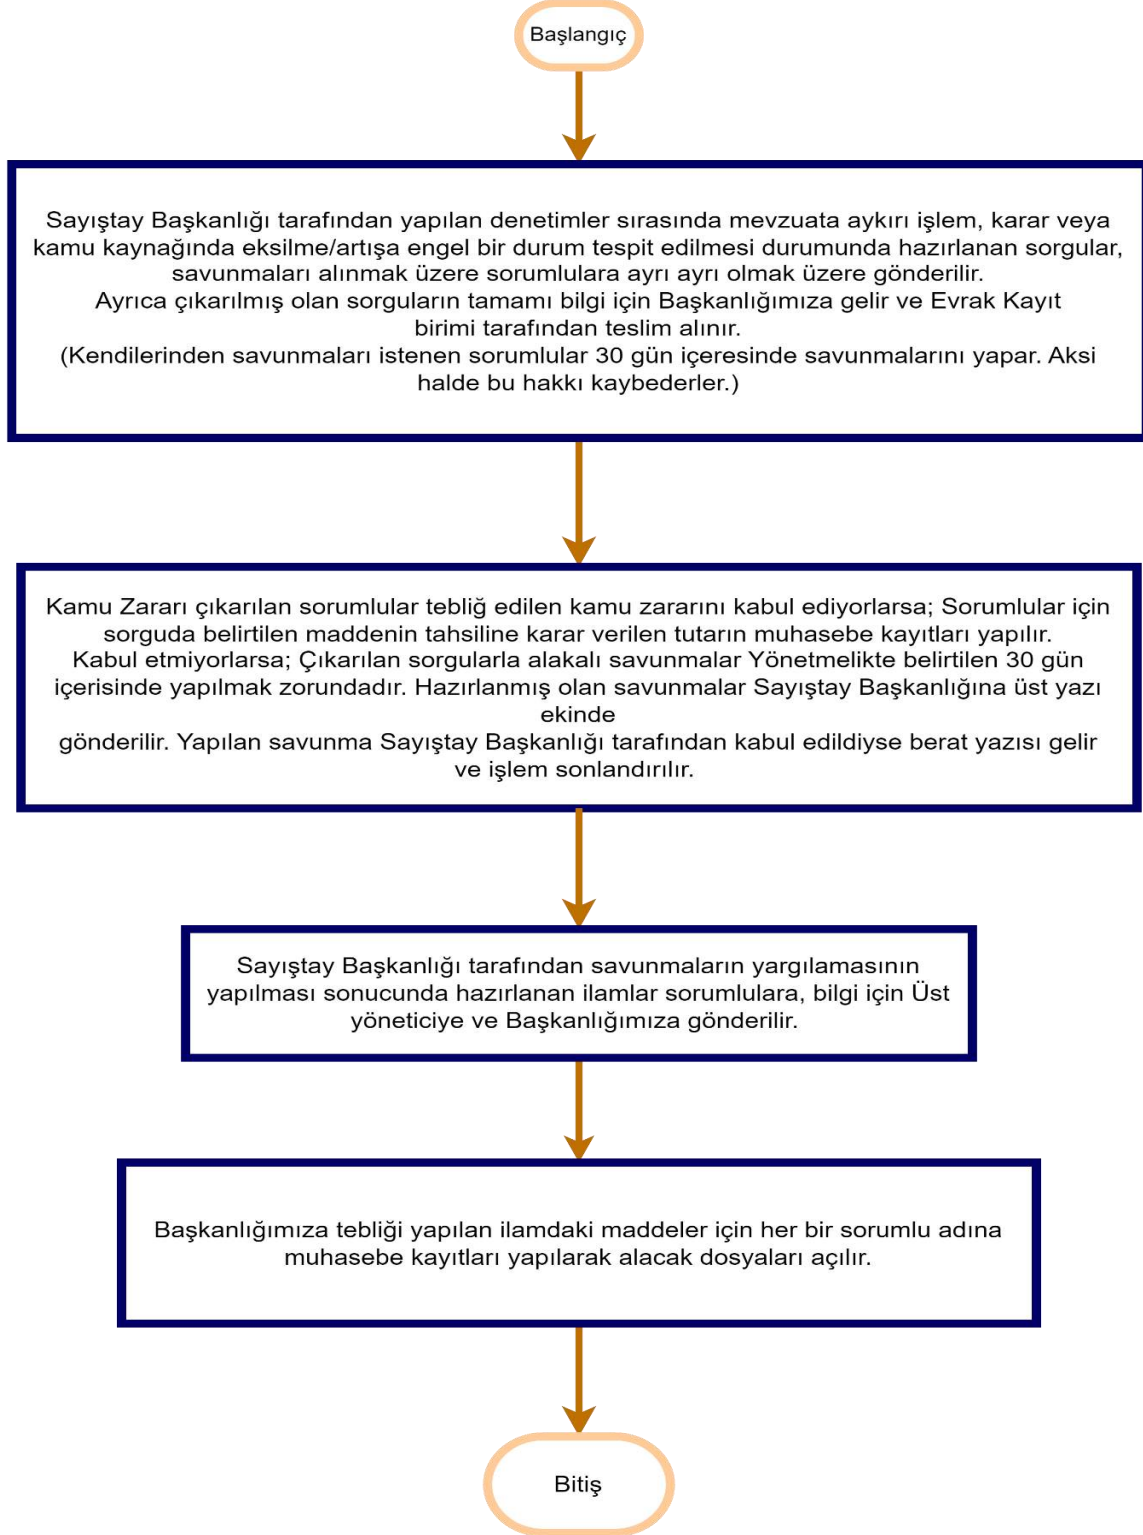 Başlangıç
Sayıştay Başkanlığı tarafından yapılan denetimler sırasında mevzuata aykırı işlem, karar veya
kamu kaynağında eksilme/artışa engel bir durum tespit edilmesi durumunda hazırlanan sorgular,
savunmaları alınmak üzere sorumlulara ayrı ayrı olmak üzere gönderilir.
Ayrıca çıkarılmış olan sorguların tamamı bilgi için Başkanlığımıza gelir ve Evrak Kayıt
birimi tarafından teslim alınır.
(Kendilerinden savunmaları istenen sorumlular 30 gün içeresinde savunmalarını yapar. Aksi
halde bu hakkı kaybederler.)
Kamu Zararı çıkarılan sorumlular tebliğ edilen kamu zararını kabul ediyorlarsa; Sorumlular için
sorguda belirtilen maddenin tahsiline karar verilen tutarın muhasebe kayıtları yapılır.
Kabul etmiyorlarsa; Çıkarılan sorgularla alakalı savunmalar Yönetmelikte belirtilen 30 gün
içerisinde yapılmak zorundadır. Hazırlanmış olan savunmalar Sayıştay Başkanlığına üst yazı
ekinde
gönderilir. Yapılan savunma Sayıştay Başkanlığı tarafından kabul edildiyse berat yazısı gelir
ve işlem sonlandırılır.
Sayıştay Başkanlığı tarafından savunmaların yargılamasının
yapılması sonucunda hazırlanan ilamlar sorumlulara, bilgi için Üst
yöneticiye ve Başkanlığımıza gönderilir.
Başkanlığımıza tebliği yapılan ilamdaki maddeler için her bir sorumlu adına
muhasebe kayıtları yapılarak alacak dosyaları açılır.
Bitiş